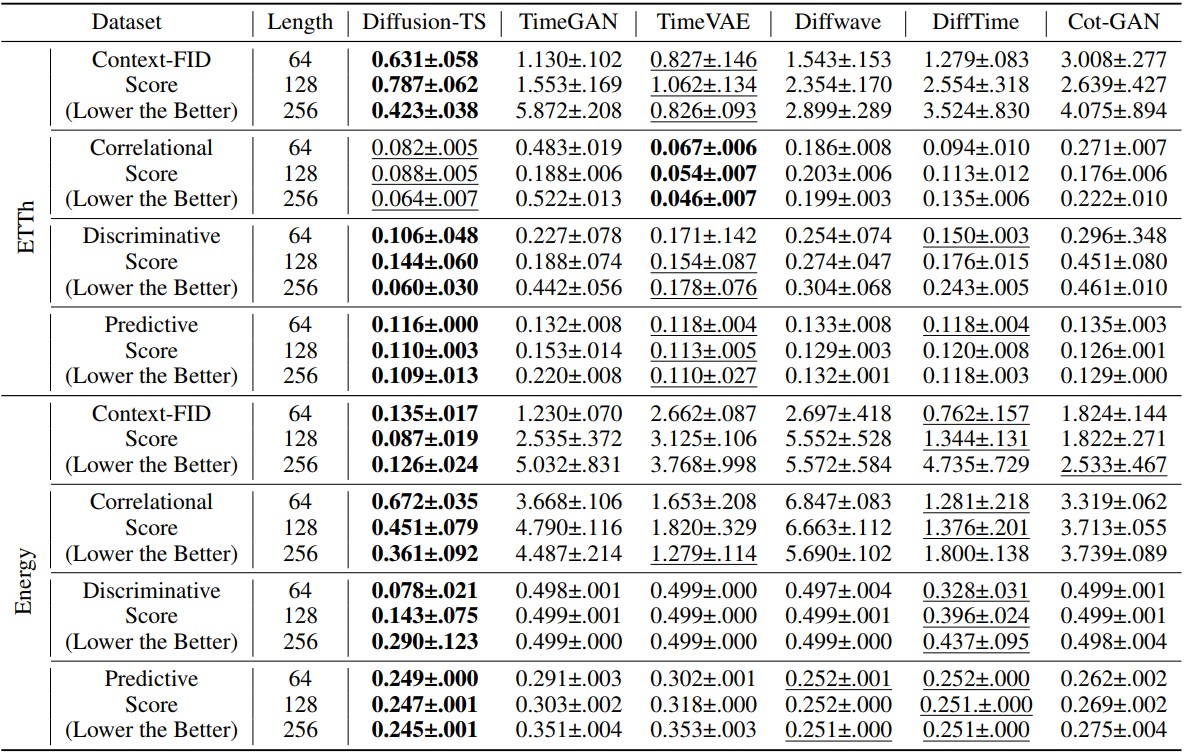 Dataset Length Diffusion-TS TimeGAN TimeVAE Diffwave DiffTime Cot-GAN
ETTh
Context-FID 64 0.631±.058 1.130±.102 0.827±.146 1.543±.153 1.279±.083 3.008±.277
Score 128 0.787±.062 1.553±.169 1.062±.134 2.354±.170 2.554±.318 2.639±.427
(Lower the Better) 256 0.423±.038 5.872±.208 0.826±.093 2.899±.289 3.524±.830 4.075±.894
Correlational 64 0.082±.005 0.483±.019 0.067±.006 0.186±.008 0.094±.010 0.271±.007
Score 128 0.088±.005 0.188±.006 0.054±.007 0.203±.006 0.113±.012 0.176±.006
(Lower the Better) 256 0.064±.007 0.522±.013 0.046±.007 0.199±.003 0.135±.006 0.222±.010
Discriminative 64 0.106±.048 0.227±.078 0.171±.142 0.254±.074 0.150±.003 0.296±.348
Score 128 0.144±.060 0.188±.074 0.154±.087 0.274±.047 0.176±.015 0.451±.080
(Lower the Better) 256 0.060±.030 0.442±.056 0.178±.076 0.304±.068 0.243±.005 0.461±.010
Predictive 64 0.116±.000 0.132±.008 0.118±.004 0.133±.008 0.118±.004 0.135±.003
Score 128 0.110±.003 0.153±.014 0.113±.005 0.129±.003 0.120±.008 0.126±.001
(Lower the Better) 256 0.109±.013 0.220±.008 0.110±.027 0.132±.001 0.118±.003 0.129±.000
Energy
Context-FID 64 0.135±.017 1.230±.070 2.662±.087 2.697±.418 0.762±.157 1.824±.144
Score 128 0.087±.019 2.535±.372 3.125±.106 5.552±.528 1.344±.131 1.822±.271
(Lower the Better) 256 0.126±.024 5.032±.831 3.768±.998 5.572±.584 4.735±.729 2.533±.467
Correlational 64 0.672±.035 3.668±.106 1.653±.208 6.847±.083 1.281±.218 3.319±.062
Score 128 0.451±.079 4.790±.116 1.820±.329 6.663±.112 1.376±.201 3.713±.055
(Lower the Better) 256 0.361±.092 4.487±.214 1.279±.114 5.690±.102 1.800±.138 3.739±.089
Discriminative 64 0.078±.021 0.498±.001 0.499±.000 0.497±.004 0.328±.031 0.499±.001
Score 128 0.143±.075 0.499±.001 0.499±.000 0.499±.001 0.396±.024 0.499±.001
(Lower the Better) 256 0.290±.123 0.499±.000 0.499±.000 0.499±.000 0.437±.095 0.498±.004
Predictive 64 0.249±.000 0.291±.003 0.302±.001 0.252±.001 0.252±.000 0.262±.002
Score 128 0.247±.001 0.303±.002 0.318±.000 0.252±.000 0.251.±.000 0.269±.002
(Lower the Better) 256 0.245±.001 0.351±.004 0.353±.003 0.251±.000 0.251±.000 0.275±.004